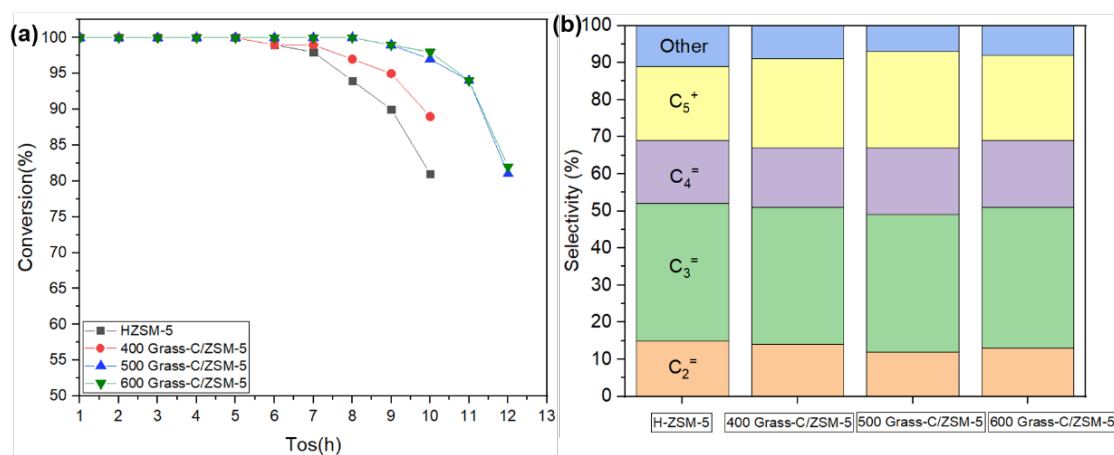 (a)
Conversion(%)
100
95
90
85
80
75
70
65
60
55
50
HZSM-5
400 Grass-C/ZSM-5
500 Grass-C/ZSM-5
600 Grass-C/ZSM-5
1 2 3 4 5 6 7 8 9 10 11 12 13
Tos(h)
(b)
Selectivity (%)
100
90
80
70
60
50
40
30
20
10
0
Other
C₅⁺
C₄⁼
C₃⁼
C₂⁼
H-ZSM-5 400 Grass-C/ZSM-5 500 Grass-C/ZSM-5 600 Grass-C/ZSM-5